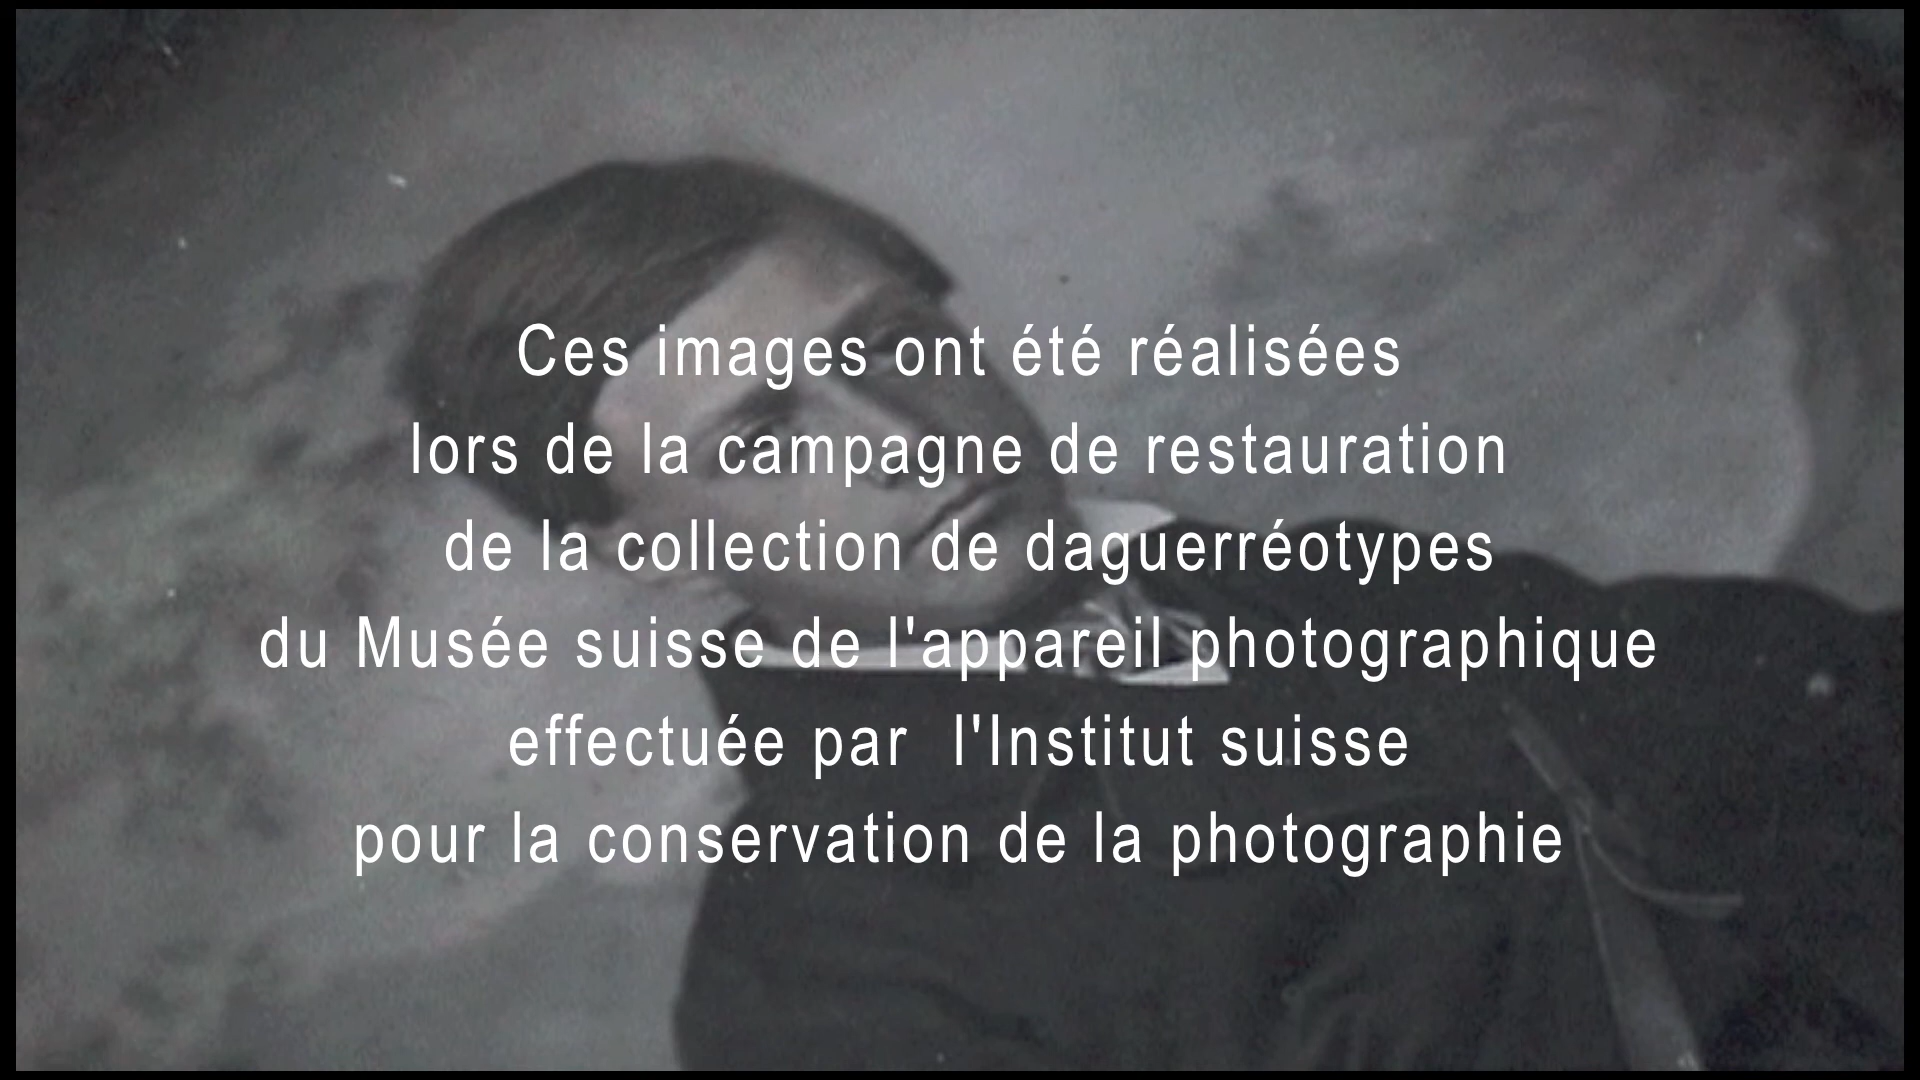 Ces images ont été réalisées
lors de la campagne de restauration
de la collection de daguerréotypes
du Musée suisse de l'appareil photographique
effectuée par  l'Institut suisse
pour la conservation de la photographie